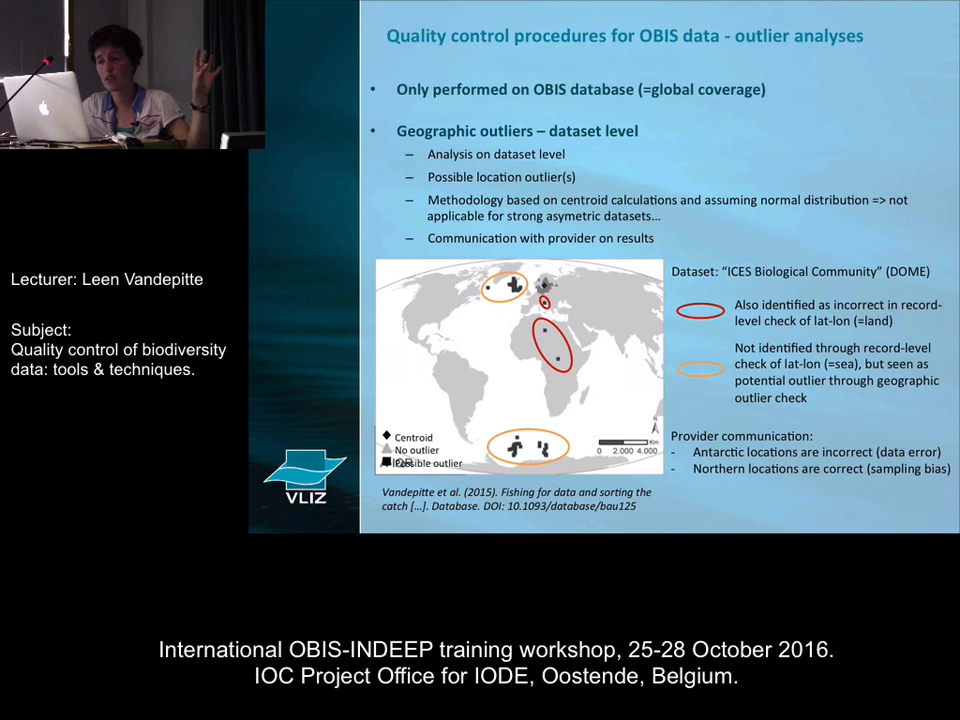 Quality control procedures for OBIS data - outlier analyses
• Only performed on OBIS database (=global coverage)
• Geographic outliers – dataset level
– Analysis on dataset level
– Possible location outlier(s)
– Methodology based on centroid calculations and assuming normal distribution => not
applicable for strong asymetric datasets…
– Communication with provider on results
Lecturer: Leen Vandepitte
Subject:
Quality control of biodiversity
data: tools & techniques.
Dataset: “ICES Biological Community” (DOME)
Also identified as incorrect in record-
level check of lat-lon (=land)
Not identified through record-level
check of lat-lon (=sea), but seen as
potential outlier through geographic
outlier check
Centroid
No outlier
Possible outlier
N
Km
0 2.000 4.000
Provider communication:
- Antarctic locations are incorrect (data error)
- Northern locations are correct (sampling bias)
VLIZ
Vandepitte et al. (2015). Fishing for data and sorting the
catch […]. Database. DOI: 10.1093/database/bau125
International OBIS-INDEEP training workshop, 25-28 October 2016.
IOC Project Office for IODE, Oostende, Belgium.